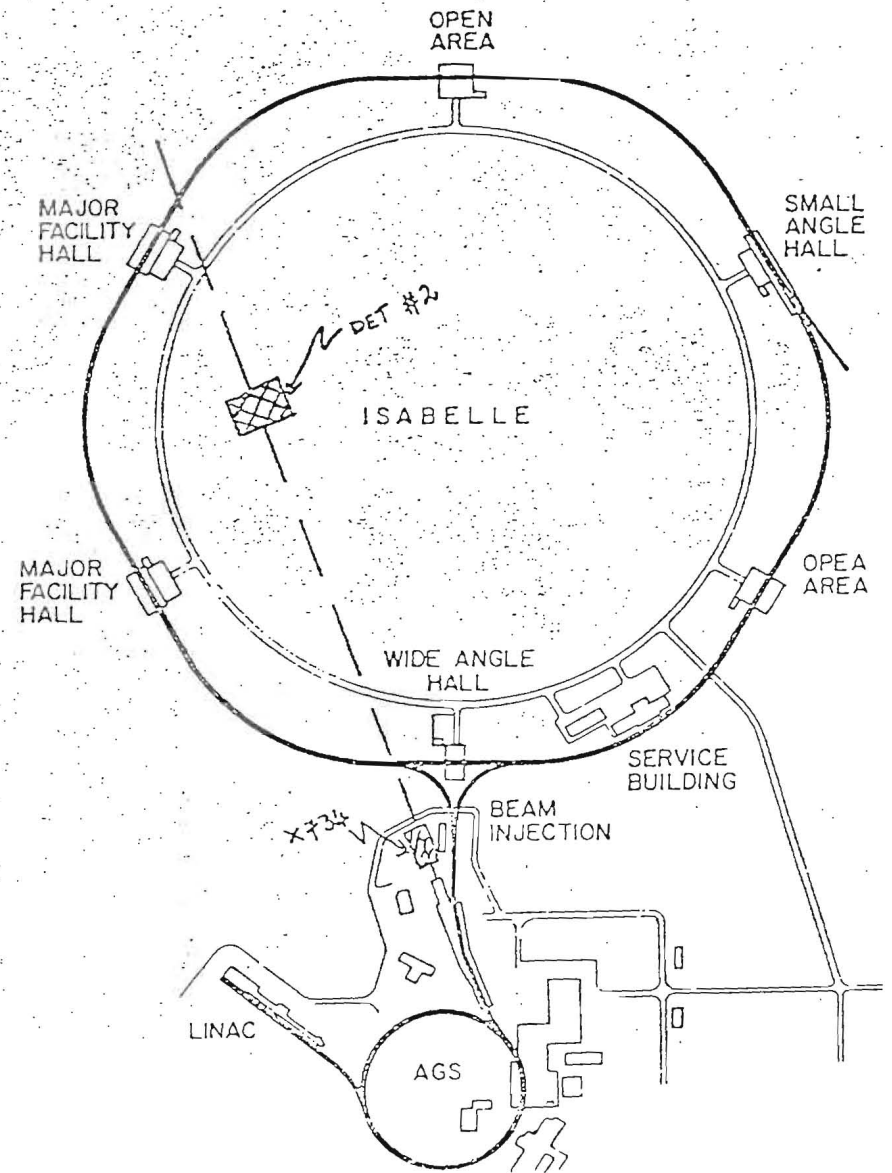 OPEN
AREA
MAJOR
FACILITY
HALL
SMALL
ANGLE
HALL
DET #2
ISABELLE
MAJOR
FACILITY
HALL
OPEA
AREA
WIDE ANGLE
HALL
SERVICE
BUILDING
X734
BEAM
INJECTION
LINAC
AGS